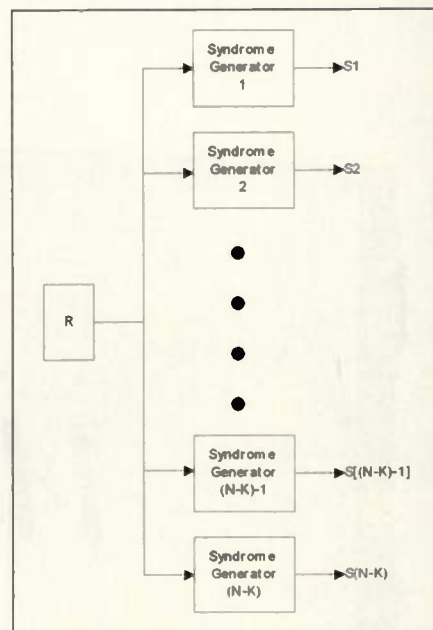 Syndrome
Generator
1
S1
Syndrome
Generator
2
S2
R
Syndrome
Generator
(N-K)-1
S[(N-K)-1]
Syndrome
Generator
(N-K)
S(N-K)